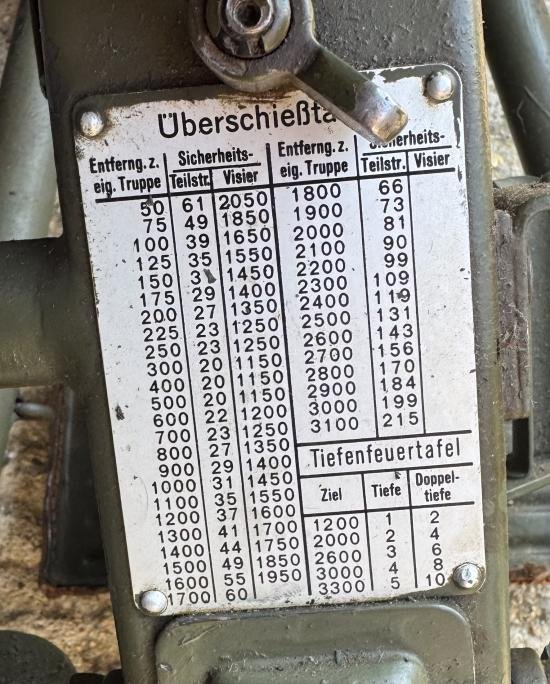 Überschießta
Entferng. z. eig. Truppe Sicherheits-
Teilstr. Visier
50 61 2050
75 49 1850
100 39 1650
125 35 1550
150 31 1450
175 29 1400
200 27 1350
225 23 1250
250 23 1250
300 20 1150
400 20 1150
500 20 1150
600 22 1200
700 23 1250
800 27 1350
900 29 1400
1000 31 1450
1100 35 1550
1200 37 1600
1300 41 1700
1400 44 1750
1500 49 1850
1600 55 1950
1700 60
Entferng. z. eig. Truppe Sicherheits-
Teilstr. Visier
1800 66
1900 73
2000 81
2100 90
2200 99
2300 109
2400 119
2500 131
2600 143
2700 156
2800 170
2900 184
3000 199
3100 215
Tiefenfeuertafel
Ziel Tiefe Doppel-
tiefe
1200 1 2
2000 2 4
2600 3 6
3000 4 8
3300 5 10